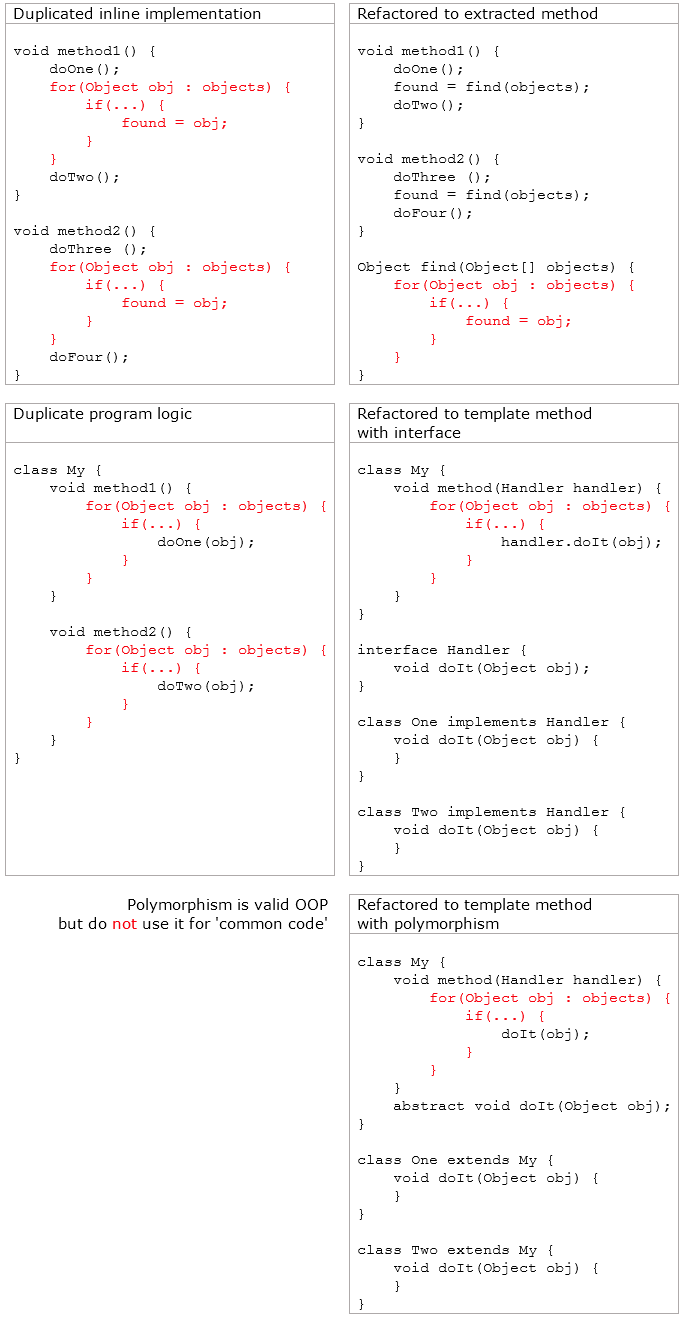 Duplicated inline implementation
void method1() {
    doOne();
    for(Object obj : objects) {
        if(...) {
            found = obj;
        }
    }
    doTwo();
}
void method2() {
    doThree ();
    for(Object obj : objects) {
        if(...) {
            found = obj;
        }
    }
    doFour();
}
Refactored to extracted method
void method1() {
    doOne();
    found = find(objects);
    doTwo();
}
void method2() {
    doThree ();
    found = find(objects);
    doFour();
}
Object find(Object[] objects) {
    for(Object obj : objects) {
        if(...) {
            found = obj;
        }
    }
}
Duplicate program logic
class My {
    void method1() {
        for(Object obj : objects) {
            if(...) {
                doOne(obj);
            }
        }
    }
    void method2() {
        for(Object obj : objects) {
            if(...) {
                doTwo(obj);
            }
        }
    }
}
Refactored to template method
with interface
class My {
    void method(Handler handler) {
        for(Object obj : objects) {
            if(...) {
                handler.doIt(obj);
            }
        }
    }
}
interface Handler {
    void doIt(Object obj);
}
class One implements Handler {
    void doIt(Object obj) {
    }
}
class Two implements Handler {
    void doIt(Object obj) {
    }
}
Polymorphism is valid OOP
but do not use it for 'common code'
Refactored to template method
with polymorphism
class My {
    void method(Handler handler) {
        for(Object obj : objects) {
            if(...) {
                doIt(obj);
            }
        }
    }
    abstract void doIt(Object obj);
}
class One extends My {
    void doIt(Object obj) {
    }
}
class Two extends My {
    void doIt(Object obj) {
    }
}